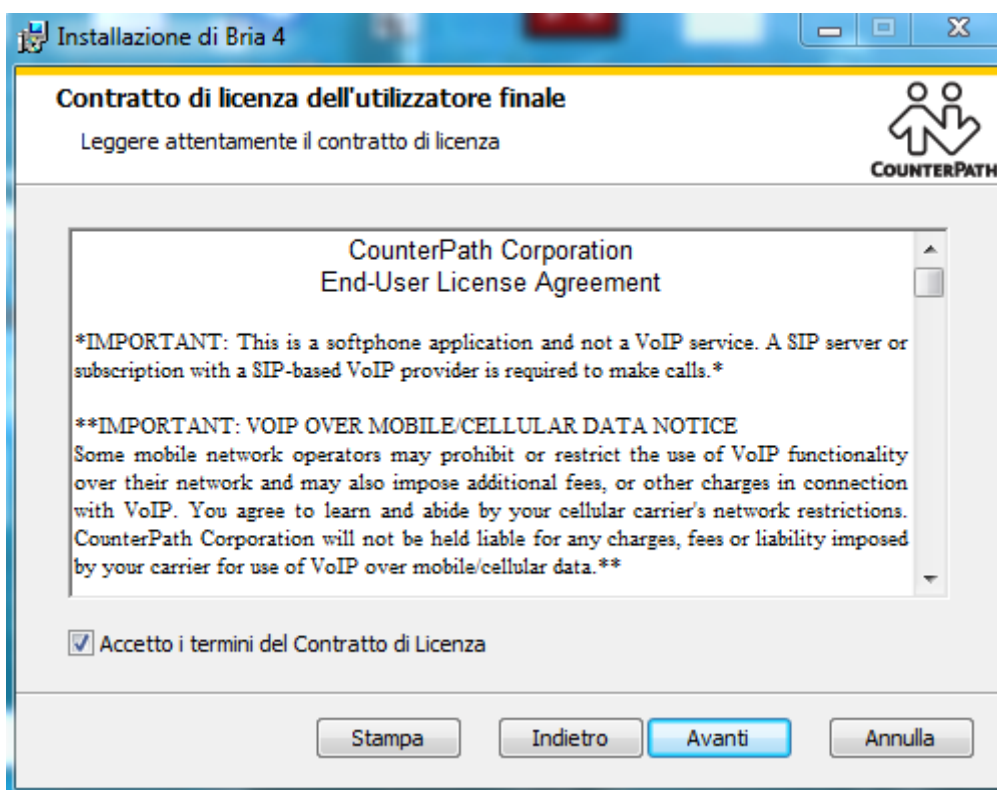 Installazione di Bria 4
Contratto di licenza dell'utilizzatore finale
Leggere attentamente il contratto di licenza
COUNTERPATH
CounterPath Corporation
End-User License Agreement
*IMPORTANT: This is a softphone application and not a VoIP service. A SIP server or
subscription with a SIP-based VoIP provider is required to make calls.*
**IMPORTANT: VOIP OVER MOBILE/CELLULAR DATA NOTICE
Some mobile network operators may prohibit or restrict the use of VoIP functionality
over their network and may also impose additional fees, or other charges in connection
with VoIP. You agree to learn and abide by your cellular carrier's network restrictions.
CounterPath Corporation will not be held liable for any charges, fees or liability imposed
by your carrier for use of VoIP over mobile/cellular data.**
Accetto i termini del Contratto di Licenza
Stampa
Indietro
Avanti
Annulla